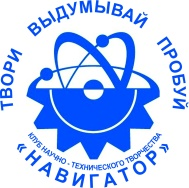 ТВОРИ ВЫДУМЫВАЙ ПРОБУЙ
КЛУБ НАУЧНО - ТЕХНИЧЕСКОГО ТВОРЧЕСТВА
«НАВИГАТОР»